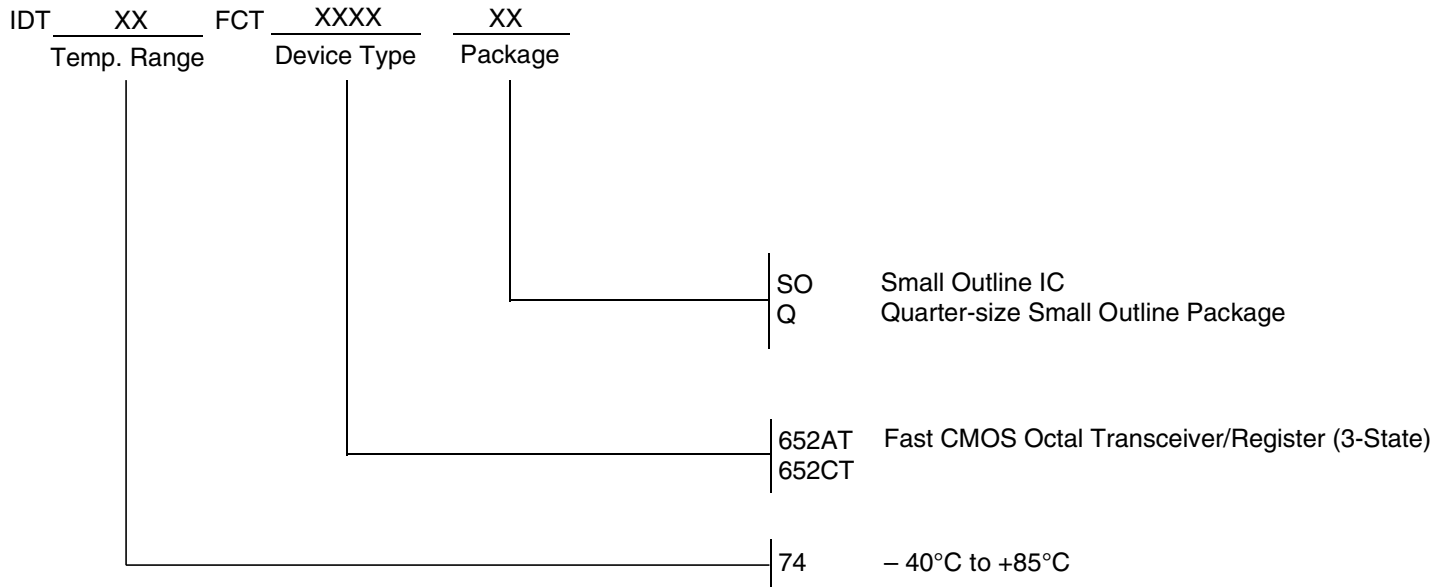 IDT XX FCT XXXX XX
Temp. Range Device Type Package
SO Small Outline IC
Q Quarter-size Small Outline Package
652AT Fast CMOS Octal Transceiver/Register (3-State)
652CT
74 – 40°C to +85°C